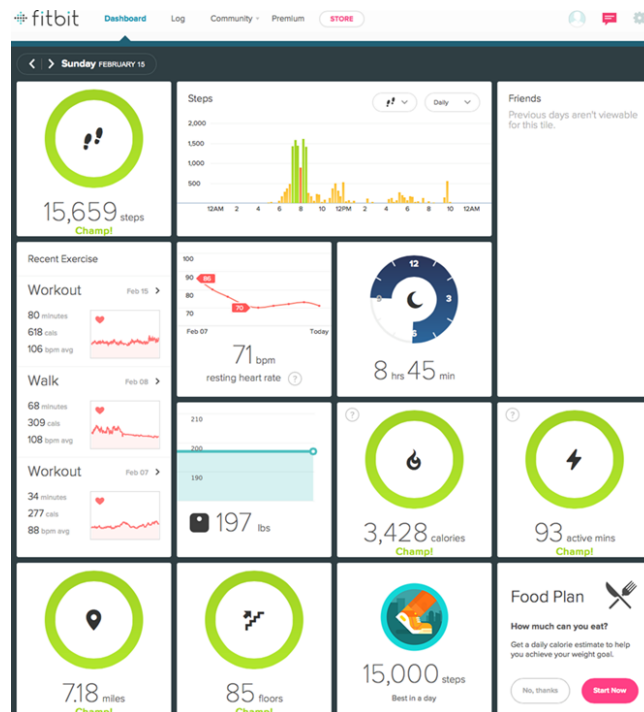 fitbit
Dashboard
Log
Community
Premium
STORE
Sunday FEBRUARY 15
15,659 steps
Champ!
Steps
Daily
2,000
1,500
1,000
500
12AM 2 4 6 8 10 12PM 2 4 6 8 10 12AM
Friends
Previous days aren't viewable
for this tile.
Recent Exercise
Workout
Feb 15 >
80 minutes
618 cals
106 bpm avg
Walk
Feb 08 >
68 minutes
309 cals
108 bpm avg
Workout
Feb 07 >
34 minutes
277 cals
88 bpm avg
100
90
80
70
86
70
Feb 07
Today
71 bpm
resting heart rate ?
12
3
6
9
8 hrs 45 min
210
200
190
197 lbs
?
3,428 calories
Champ!
?
93 active mins
Champ!
7.18 miles
Champ!
85 floors
Champ!
15,000 steps
Best in a day
Food Plan
How much can you eat?
Get a daily calorie estimate to help
you achieve your weight goal.
No, thanks
Start Now